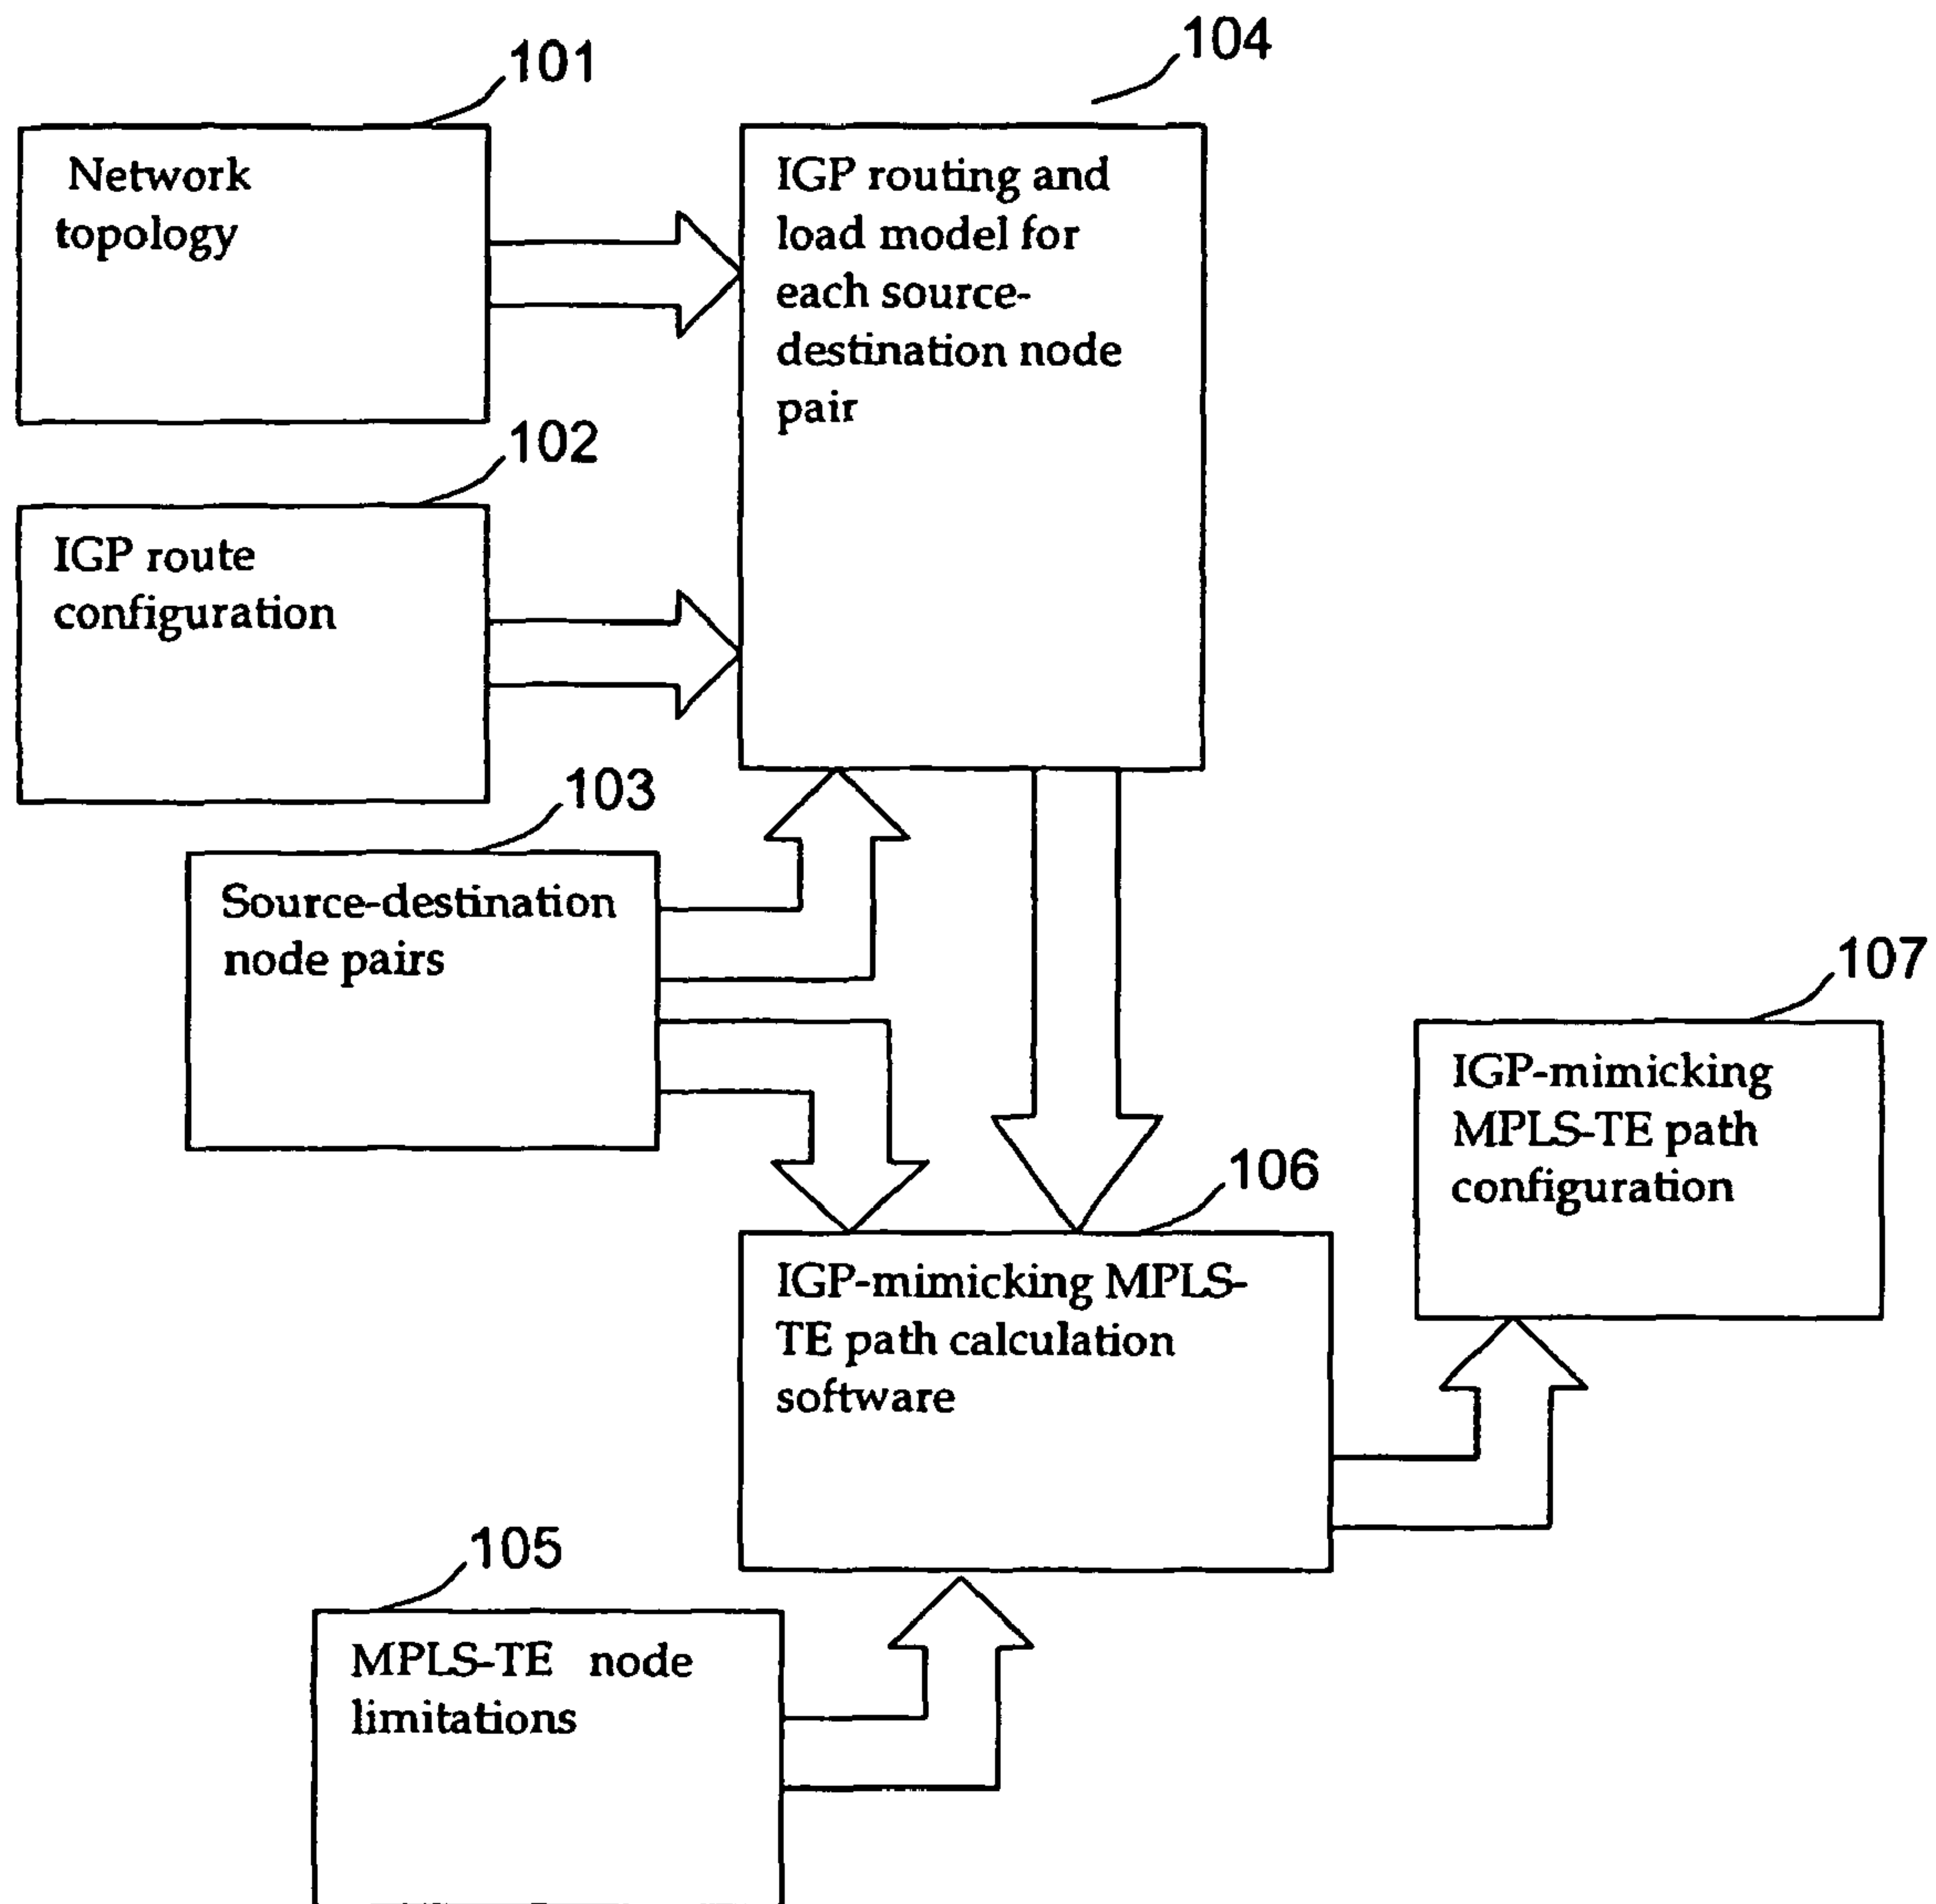 101
Network
topology
104
IGP routing and
load model for
each source-
destination node
pair
102
IGP route
configuration
103
Source-destination
node pairs
107
IGP-mimicking
MPLS-TE path
configuration
106
IGP-mimicking MPLS-
TE path calculation
software
105
MPLS-TE node
limitations